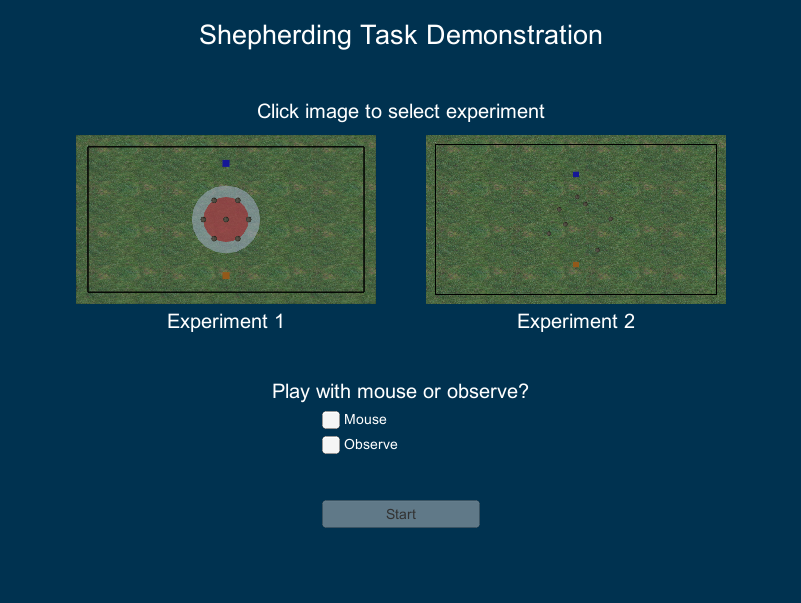 Shepherding Task Demonstration
Click image to select experiment
Experiment 1
Experiment 2
Play with mouse or observe?
Mouse
Observe
Start